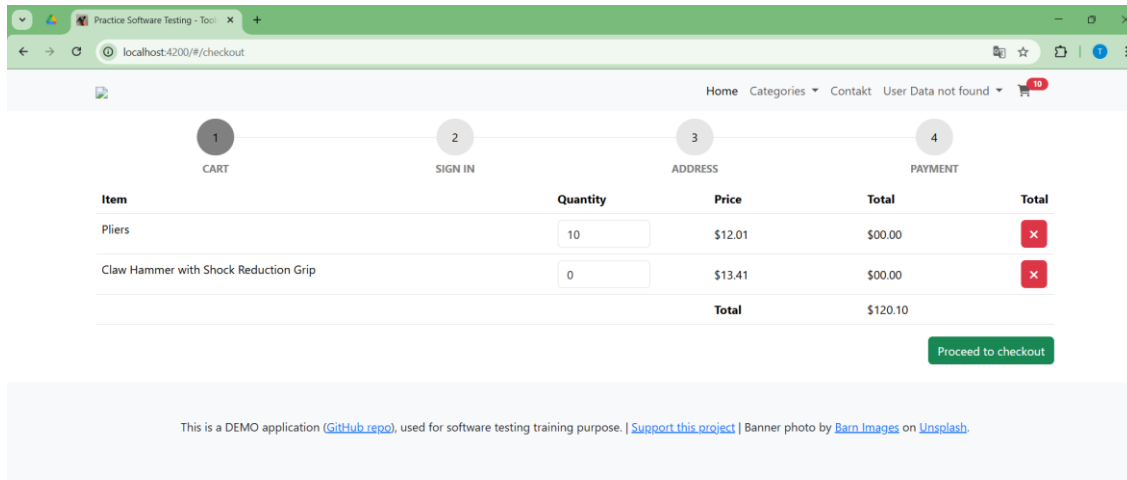 Practice Software Testing - Tool
localhost:4200/#/checkout
T
Home Categories Contakt User Data not found 10
1 2 3 4
CART SIGN IN ADDRESS PAYMENT
Item Quantity Price Total Total
Pliers 10 $12.01 $00.00
Claw Hammer with Shock Reduction Grip 0 $13.41 $00.00
Total $120.10
Proceed to checkout
This is a DEMO application (GitHub repo), used for software testing training purpose. | Support this project | Banner photo by Barn Images on Unsplash.